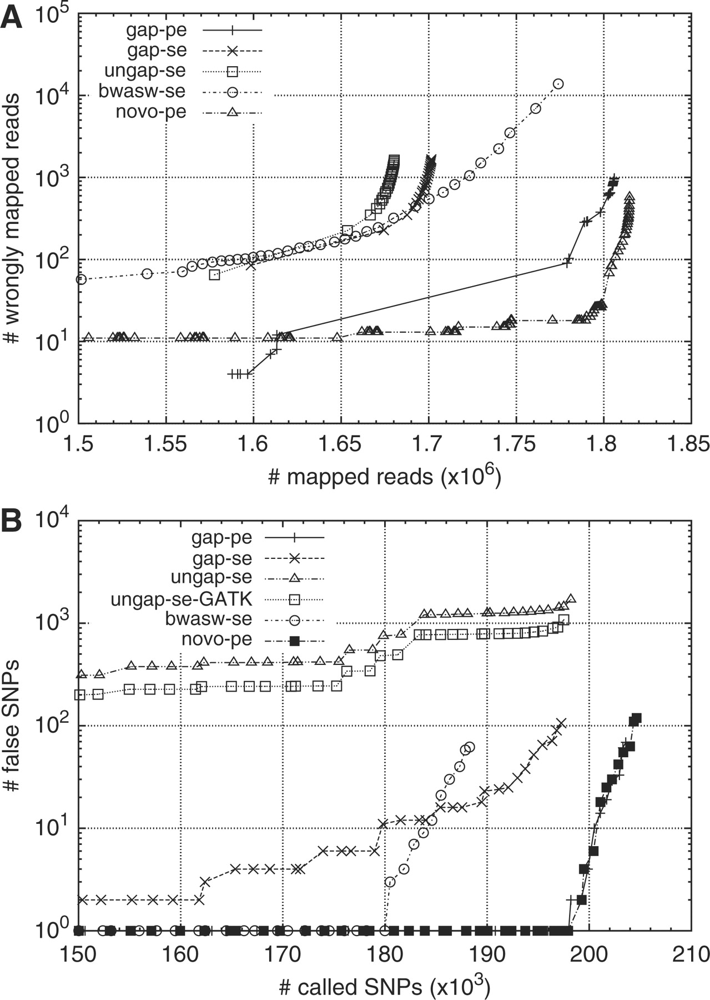 A
# wrongly mapped reads
10^5
10^4
10^3
10^2
10^1
10^0
gap-pe
gap-se
ungap-se
bwasw-se
novo-pe
1.5 1.55 1.6 1.65 1.7 1.75 1.8 1.85
# mapped reads (x10^6)
B
# false SNPs
10^4
10^3
10^2
10^1
10^0
gap-pe
gap-se
ungap-se
ungap-se-GATK
bwasw-se
novo-pe
150 160 170 180 190 200 210
# called SNPs (x10^3)